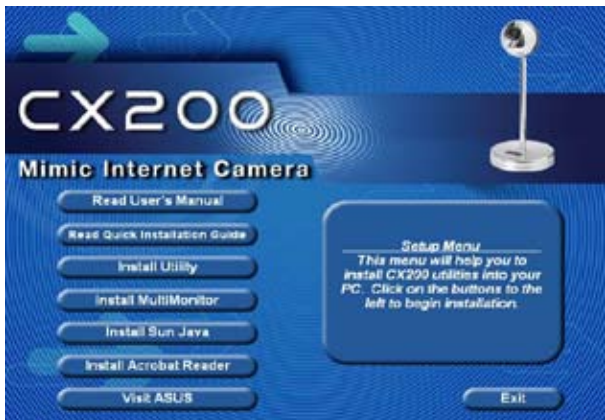 CX200
Mimic Internet Camera
Read User's Manual
Read Quick Installation Guide
Install Utility
Install MultiMonitor
Install Sun Java
Install Acrobat Reader
Visit ASUS
Setup Menu
This menu will help you to
install CX200 utilities into your
PC. Click on the buttons to the
left to begin installation.
Exit